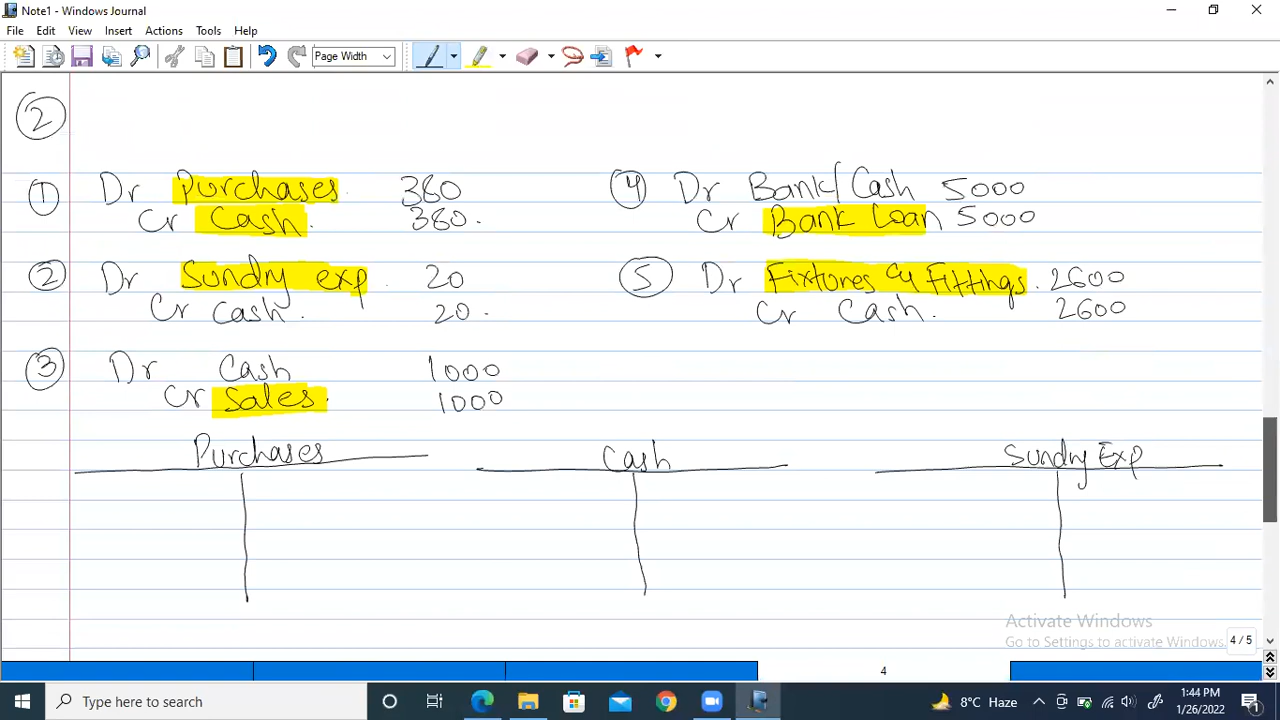 Note1 - Windows Journal
File Edit View Insert Actions Tools Help
Page Width
2
1 Dr Purchases 380
Cr Cash 380
2 Dr Sundry exp 20
Cr Cash 20
3 Dr Cash 1000
Cr Sales 1000
4 Dr Bank/Cash 5000
Cr Bank Loan 5000
5 Dr Fixtures & Fittings 2600
Cr Cash 2600
Purchases Cash Sundry Exp
Activate Windows
Go to Settings to activate Windows.
4 / 5
4
Type here to search
8°C Haze
1:44 PM
1/26/2022
1